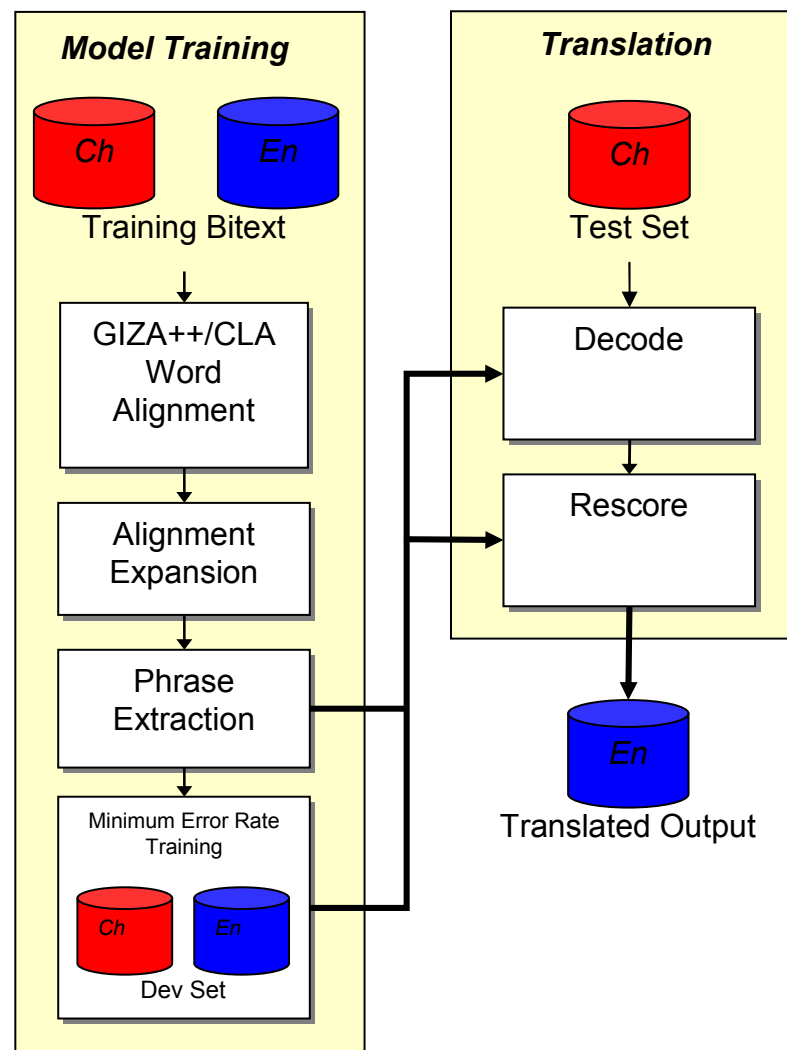 Model Training
Ch
En
Training Bitext
GIZA++/CLA
Word
Alignment
Alignment
Expansion
Phrase
Extraction
Minimum Error Rate
Training
Ch
En
Dev Set
Translation
Ch
Test Set
Decode
Rescore
En
Translated Output